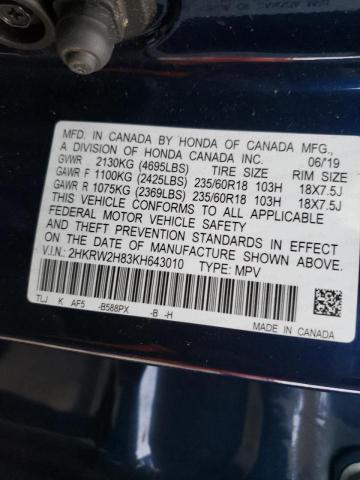 MFD. IN CANADA BY HONDA OF CANADA MFG.,
A DIVISION OF HONDA CANADA INC. 06/19
GVWR 2130KG (4695LBS) TIRE SIZE RIM SIZE
GAWR F 1100KG (2425LBS) 235/60R18 103H 18X7.5J
GAWR R 1075KG (2369LBS) 235/60R18 103H 18X7.5J
THIS VEHICLE CONFORMS TO ALL APPLICABLE
FEDERAL MOTOR VEHICLE SAFETY
STANDARDS IN EFFECT
ON THE DATE OF MANUFACTURE SHOWN ABOVE.
V.I.N.: 2HKRW2H83KH643010 TYPE: MPV
TLJ K AF5 -B588PX -B -H
MADE IN CANADA